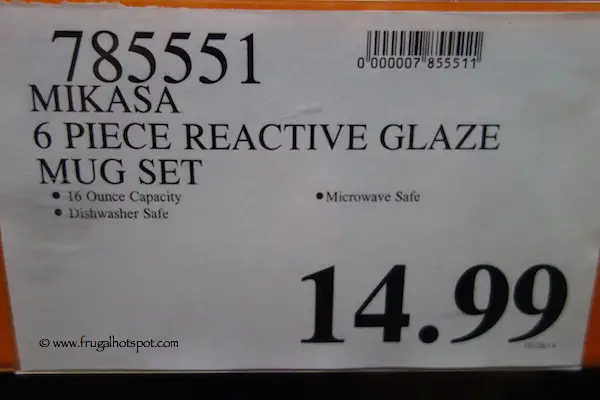 785551
0 000007 855511
MIKASA
6 PIECE REACTIVE GLAZE
MUG SET
• 16 Ounce Capacity
• Microwave Safe
• Dishwasher Safe
14.99
© www.frugalhotspot.com